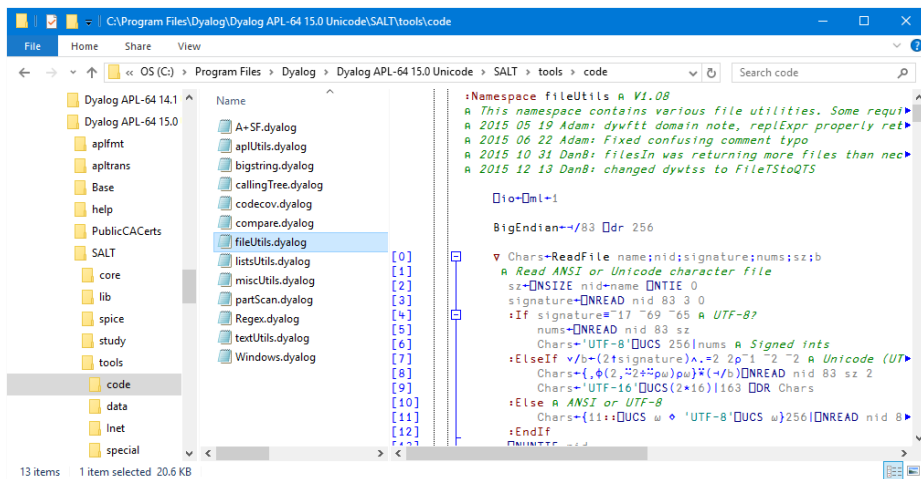 C:\Program Files\Dyalog\Dyalog APL-64 15.0 Unicode\SALT\tools\code
File Home Share View
« OS (C:) › Program Files › Dyalog › Dyalog APL-64 15.0 Unicode › SALT › tools › code
Search code
Dyalog APL-64 14.1
Dyalog APL-64 15.0
aplfmt
apltrans
Base
help
PublicCACerts
SALT
core
lib
spice
study
tools
code
data
Inet
special
Name
A+SF.dyalog
aplUtils.dyalog
bigstring.dyalog
callingTree.dyalog
codecov.dyalog
compare.dyalog
fileUtils.dyalog
listsUtils.dyalog
miscUtils.dyalog
partScan.dyalog
Regex.dyalog
textUtils.dyalog
Windows.dyalog
:Namespace fileUtils ⍝ V1.08
⍝ This namespace contains various file utilities. Some requi
⍝ 2015 05 19 Adam: dywftt domain note, replExpr properly ret
⍝ 2015 06 22 Adam: Fixed confusing comment typo
⍝ 2015 10 31 DanB: filesIn was returning more files than nec
⍝ 2015 12 13 DanB: changed dywtss to FileTStoQTS
⎕io←⎕ml←1
BigEndian←⊣/83 ⎕dr 256
[0] ∇ Chars←ReadFile name;nid;signature;nums;sz;b
[1] ⍝ Read ANSI or Unicode character file
[2] sz←⎕NSIZE nid←name ⎕NTIE 0
[3] signature←⎕NREAD nid 83 3 0
[4] :If signature≡¯17 ¯69 ¯65 ⍝ UTF-8?
[5] nums←⎕NREAD nid 83 sz
[6] Chars←'UTF-8'⎕UCS 256|nums ⍝ Signed ints
[7] :ElseIf ∨/b←(2↑signature)∧.=2 2⍴¯1 ¯2 ¯2 ⍝ Unicode (UT
[8] Chars←{,⌽(2,⍨2÷⍨⍴⍵)⍴⍵}⍣(⊣/b)⎕NREAD nid 83 sz 2
[9] Chars←'UTF-16'⎕UCS(2*16)|163 ⎕DR Chars
[10] :Else ⍝ ANSI or UTF-8
[11] Chars←{11::⎕UCS ⍵ ⋄ 'UTF-8'⎕UCS ⍵}256|⎕NREAD nid 8
[12] :EndIf
⎕NUNTIE nid
13 items 1 item selected 20.6 KB